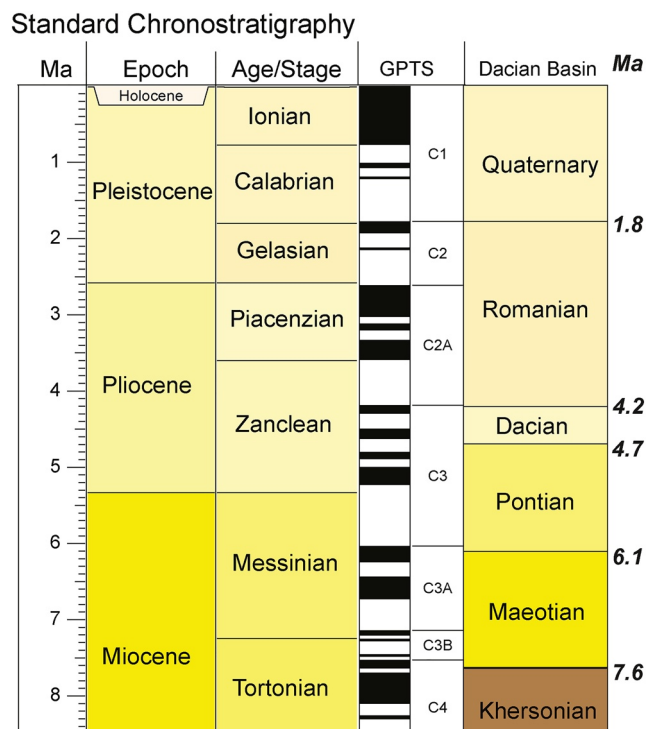 Standard Chronostratigraphy
Ma Epoch Age/Stage GPTS Dacian Basin Ma
Holocene
Ionian
C1
1
Quaternary
Calabrian
Pleistocene
1.8
2
Gelasian
C2
Romanian
3
Piacenzian
C2A
Pliocene
4
4.2
Zanclean
Dacian
4.7
5
C3
Pontian
6
6.1
Messinian
C3A
Maeotian
7
C3B
Miocene
7.6
Tortonian
8
C4
Khersonian